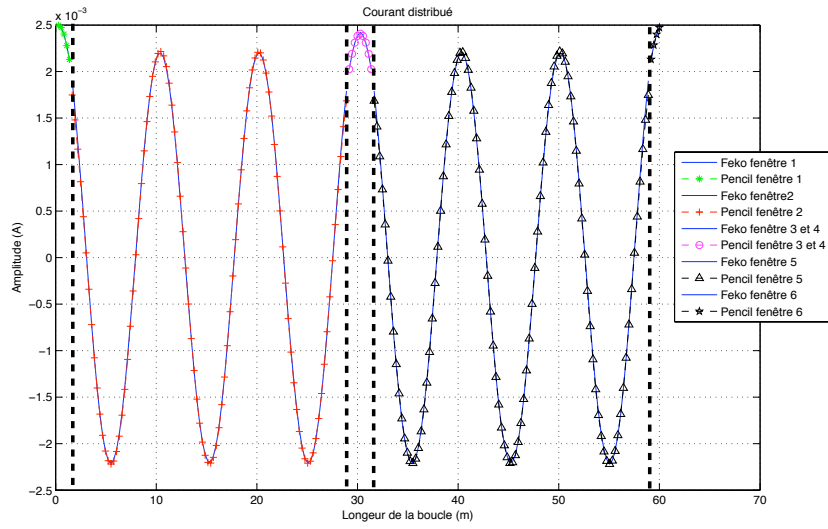 x 10⁻³
Courant distribué
2.5
2
1.5
1
0.5
0
−0.5
−1
−1.5
−2
−2.5
Amplitude (A)
0 10 20 30 40 50 60 70
Longeur de la boucle (m)
Feko fenêtre 1
Pencil fenêtre 1
Feko fenêtre2
Pencil fenêtre 2
Feko fenêtre 3 et 4
Pencil fenêtre 3 et 4
Feko fenêtre 5
Pencil fenêtre 5
Feko fenêtre 6
Pencil fenêtre 6